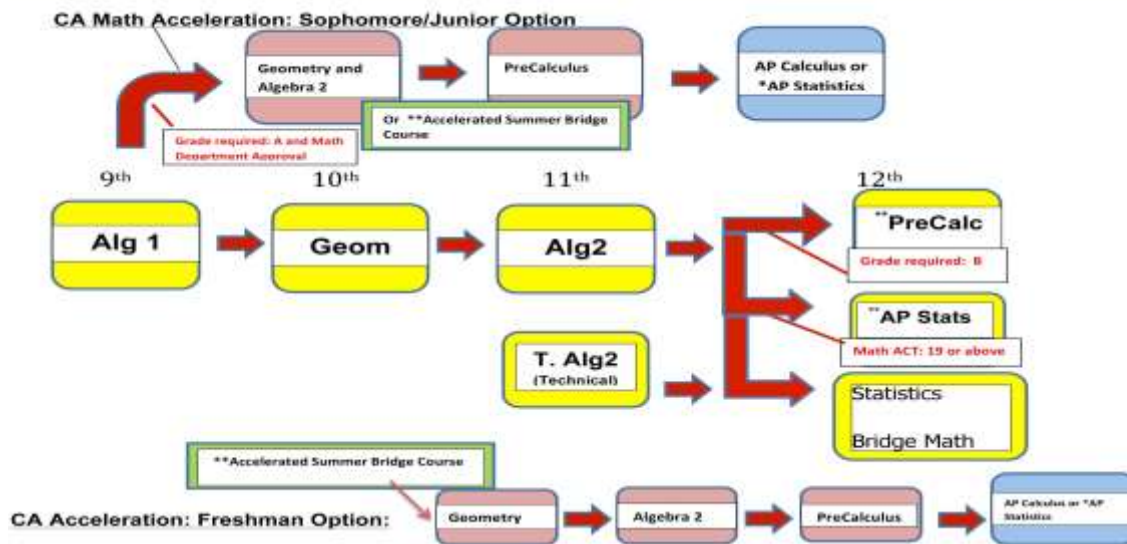 CA Math Acceleration: Sophomore/Junior Option
Geometry and
Algebra 2
PreCalculus
AP Calculus or
*AP Statistics
Or **Accelerated Summer Bridge
Course
Grade required: A and Math
Department Approval
9th
10th
11th
12th
Alg 1
Geom
Alg2
**PreCalc
Grade required: B
**AP Stats
Math ACT: 19 or above
T. Alg2
(Technical)
Statistics
Bridge Math
**Accelerated Summer Bridge Course
CA Acceleration: Freshman Option:
Geometry
Algebra 2
PreCalculus
AP Calculus or *AP
Statistics